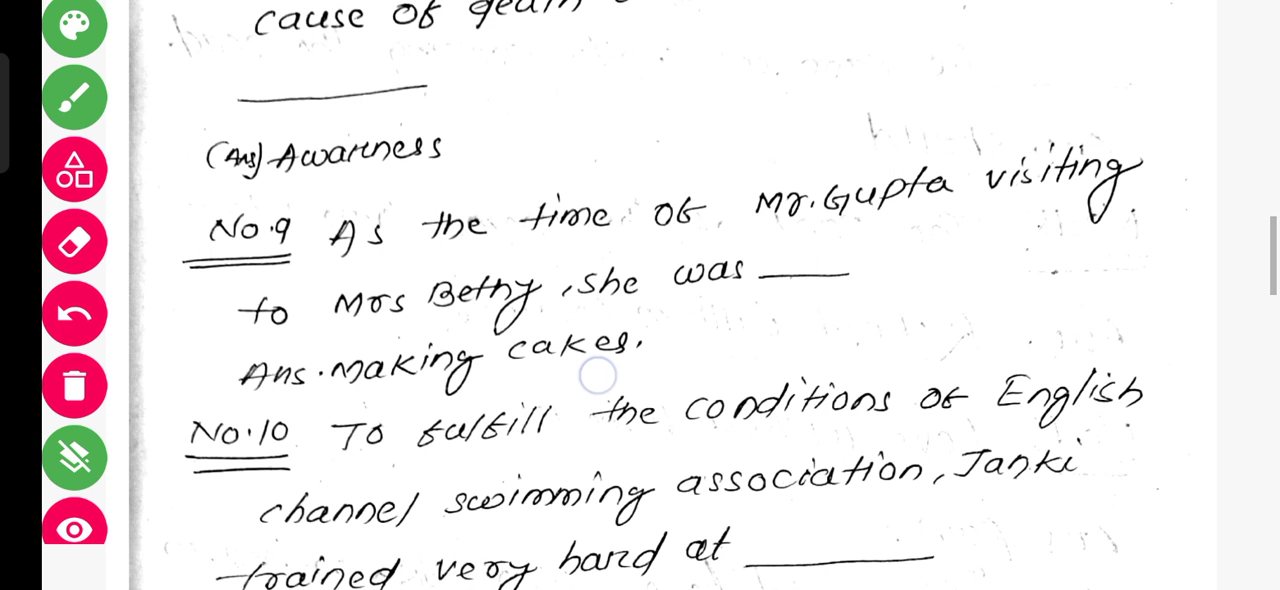 cause of
(Ans) Awarness
No.9 As the time of Mr. Gupta visiting
to Mrs Bethy, she was ____
Ans. making cakes.
No.10 To fulfill the conditions of English
channel swimming association, Janki
trained very hard at ____